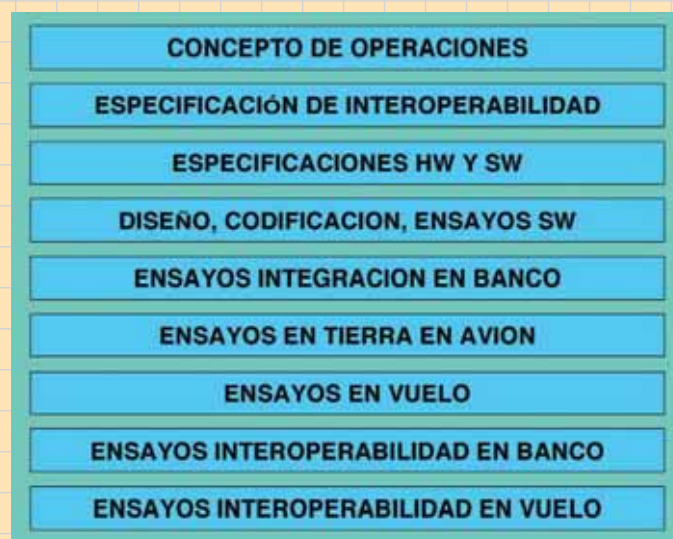 CONCEPTO DE OPERACIONES
ESPECIFICACIÓN DE INTEROPERABILIDAD
ESPECIFICACIONES HW Y SW
DISEÑO, CODIFICACION, ENSAYOS SW
ENSAYOS INTEGRACION EN BANCO
ENSAYOS EN TIERRA EN AVION
ENSAYOS EN VUELO
ENSAYOS INTEROPERABILIDAD EN BANCO
ENSAYOS INTEROPERABILIDAD EN VUELO